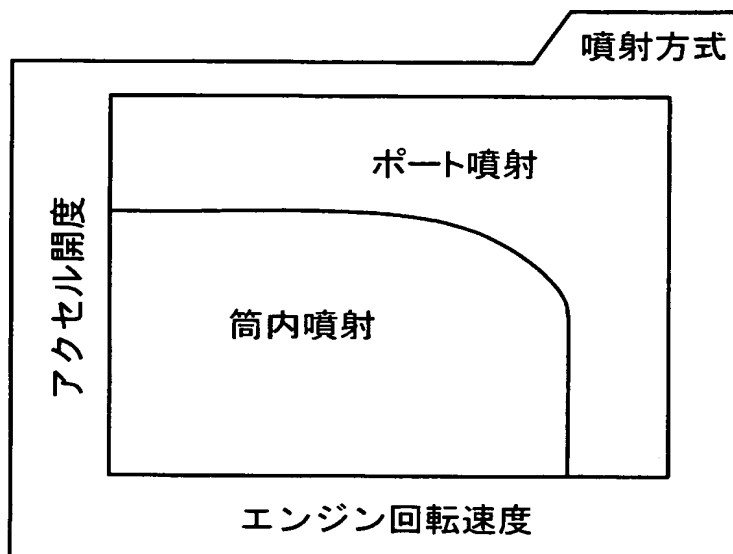 噴射方式
ポート噴射
アクセル開度
筒内噴射
エンジン回転速度